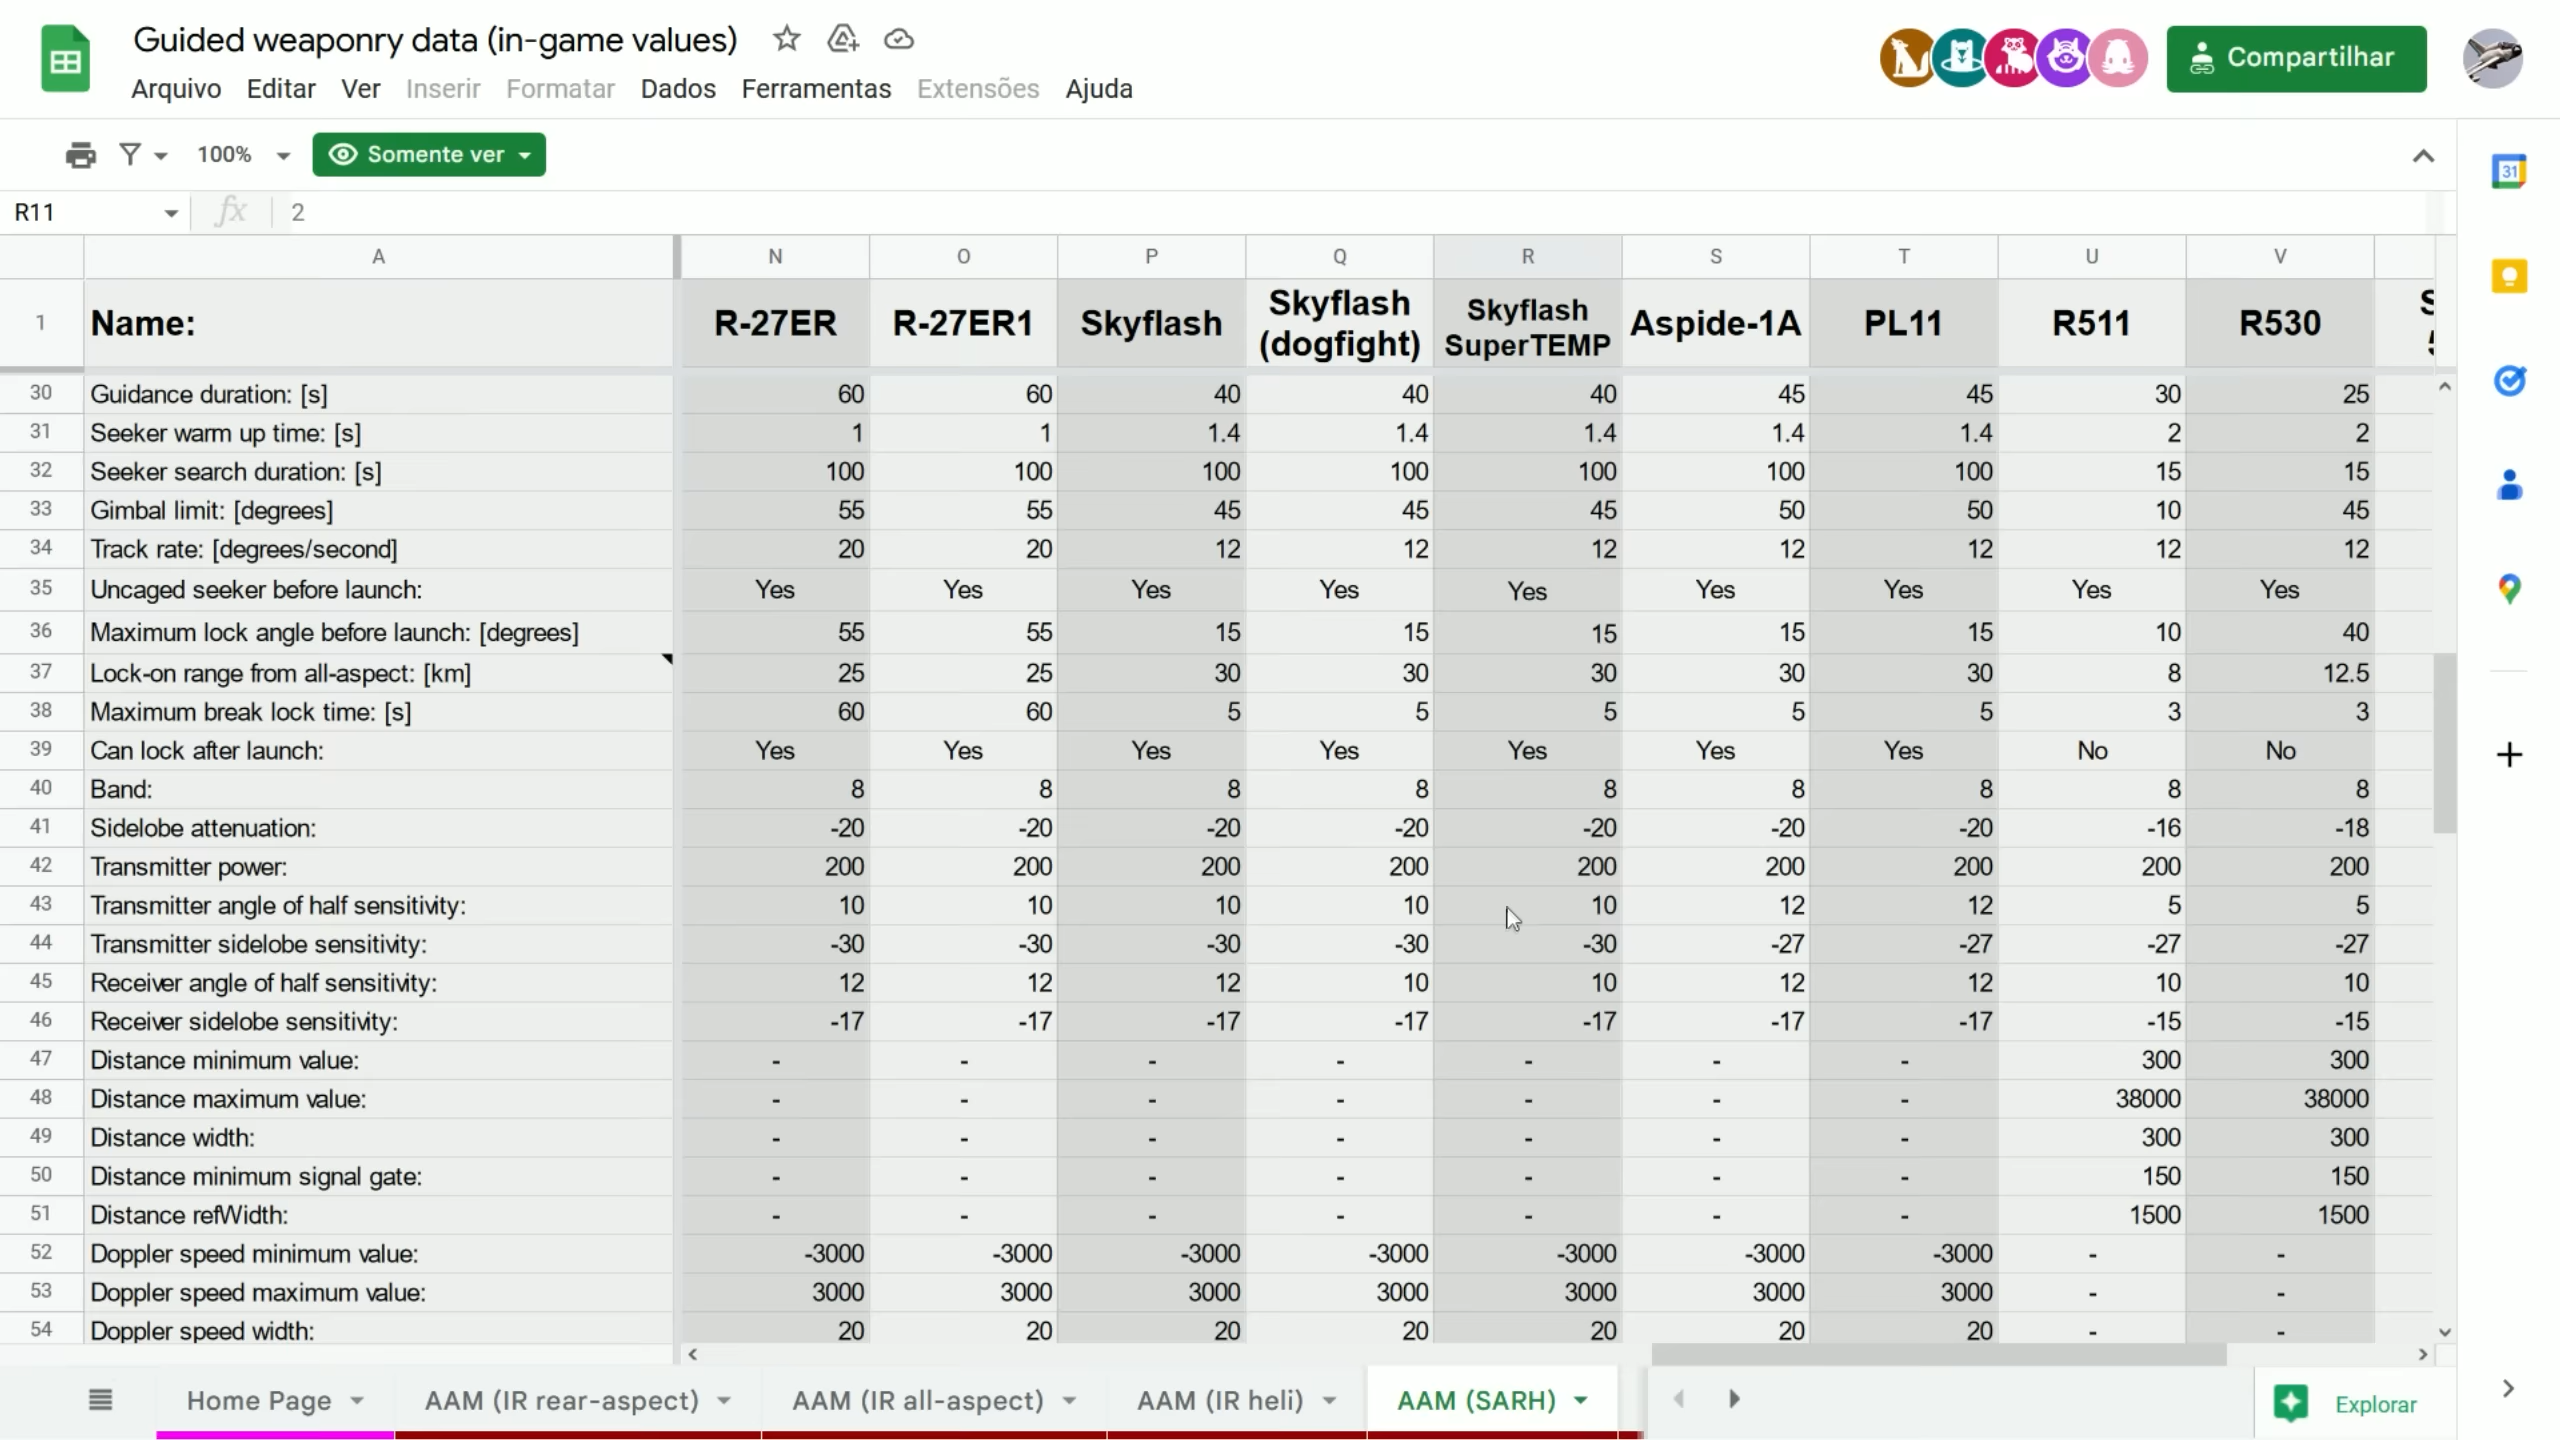 Guided weaponry data (in-game values)
Arquivo Editar Ver Inserir Formatar Dados Ferramentas Extensões Ajuda
Compartilhar
100% Somente ver
R11 fx 2
A N O P Q R S T U V
1 Name: R-27ER R-27ER1 Skyflash Skyflash (dogfight) Skyflash SuperTEMP Aspide-1A PL11 R511 R530
30 Guidance duration: [s] 60 60 40 40 40 45 45 30 25
31 Seeker warm up time: [s] 1 1 1.4 1.4 1.4 1.4 1.4 2 2
32 Seeker search duration: [s] 100 100 100 100 100 100 100 15 15
33 Gimbal limit: [degrees] 55 55 45 45 45 50 50 10 45
34 Track rate: [degrees/second] 20 20 12 12 12 12 12 12 12
35 Uncaged seeker before launch: Yes Yes Yes Yes Yes Yes Yes Yes Yes
36 Maximum lock angle before launch: [degrees] 55 55 15 15 15 15 15 10 40
37 Lock-on range from all-aspect: [km] 25 25 30 30 30 30 30 8 12.5
38 Maximum break lock time: [s] 60 60 5 5 5 5 5 3 3
39 Can lock after launch: Yes Yes Yes Yes Yes Yes Yes No No
40 Band: 8 8 8 8 8 8 8 8 8
41 Sidelobe attenuation: -20 -20 -20 -20 -20 -20 -20 -16 -18
42 Transmitter power: 200 200 200 200 200 200 200 200 200
43 Transmitter angle of half sensitivity: 10 10 10 10 10 12 12 5 5
44 Transmitter sidelobe sensitivity: -30 -30 -30 -30 -30 -27 -27 -27 -27
45 Receiver angle of half sensitivity: 12 12 12 10 10 12 12 10 10
46 Receiver sidelobe sensitivity: -17 -17 -17 -17 -17 -17 -17 -15 -15
47 Distance minimum value: - - - - - - - 300 300
48 Distance maximum value: - - - - - - - 38000 38000
49 Distance width: - - - - - - - 300 300
50 Distance minimum signal gate: - - - - - - - 150 150
51 Distance refWidth: - - - - - - - 1500 1500
52 Doppler speed minimum value: -3000 -3000 -3000 -3000 -3000 -3000 -3000 - -
53 Doppler speed maximum value: 3000 3000 3000 3000 3000 3000 3000 - -
54 Doppler speed width: 20 20 20 20 20 20 20 - -
Home Page AAM (IR rear-aspect) AAM (IR all-aspect) AAM (IR heli) AAM (SARH) Explorar
31